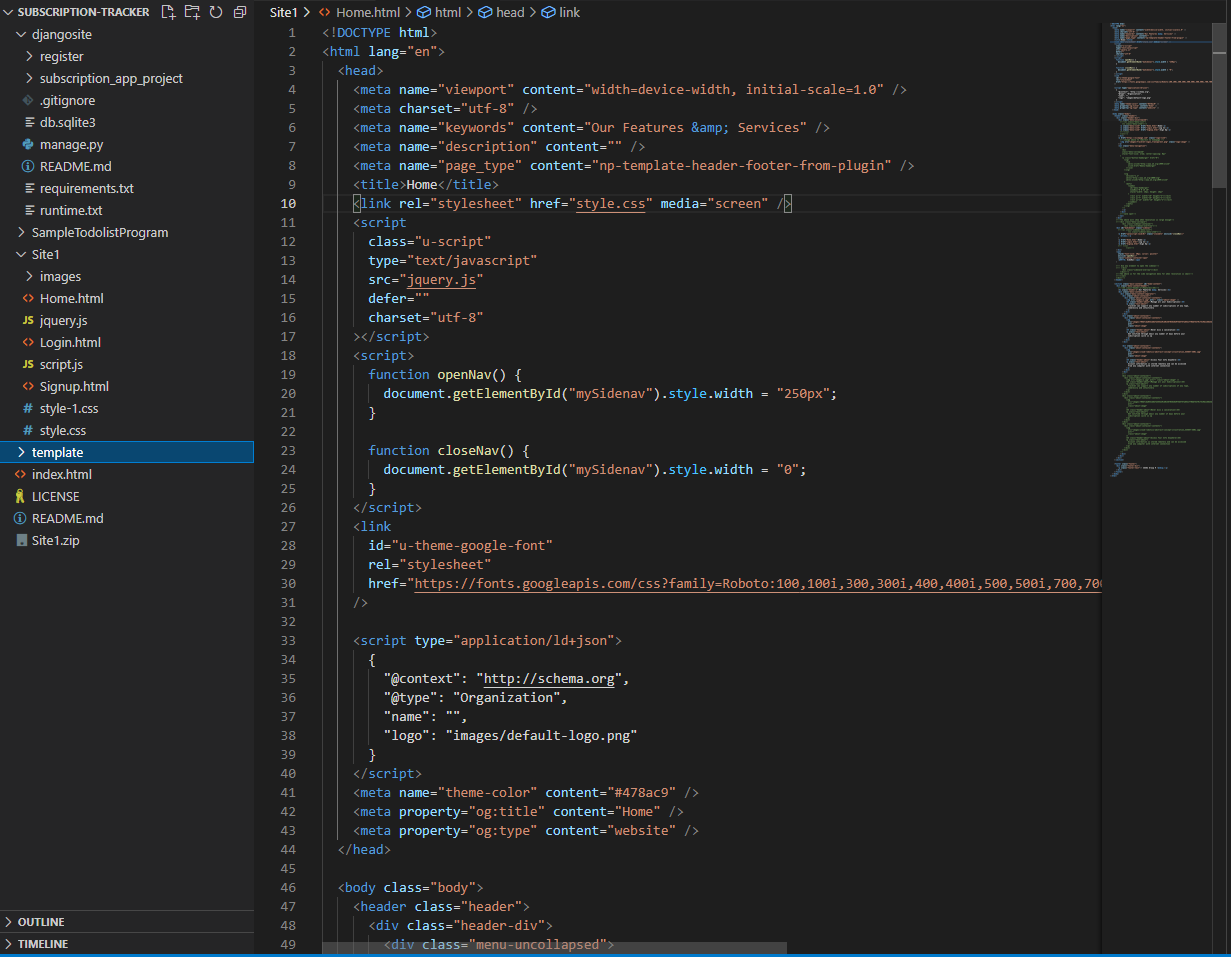 SUBSCRIPTION-TRACKER
djangosite
register
subscription_app_project
.gitignore
db.sqlite3
manage.py
README.md
requirements.txt
runtime.txt
SampleTodolistProgram
Site1
images
Home.html
JS jquery.js
Login.html
JS script.js
Signup.html
# style-1.css
# style.css
template
index.html
LICENSE
README.md
Site1.zip
OUTLINE
TIMELINE
Site1 > <> Home.html > html > head > link
1 <!DOCTYPE html>
2 <html lang="en">
3 <head>
4 <meta name="viewport" content="width=device-width, initial-scale=1.0" />
5 <meta charset="utf-8" />
6 <meta name="keywords" content="Our Features &amp; Services" />
7 <meta name="description" content="" />
8 <meta name="page_type" content="np-template-header-footer-from-plugin" />
9 <title>Home</title>
10 <link rel="stylesheet" href="style.css" media="screen" />
11 <script
12 class="u-script"
13 type="text/javascript"
14 src="jquery.js"
15 defer=""
16 charset="utf-8"
17 ></script>
18 <script>
19 function openNav() {
20 document.getElementById("mySidenav").style.width = "250px";
21 }
22
23 function closeNav() {
24 document.getElementById("mySidenav").style.width = "0";
25 }
26 </script>
27 <link
28 id="u-theme-google-font"
29 rel="stylesheet"
30 href="https://fonts.googleapis.com/css?family=Roboto:100,100i,300,300i,400,400i,500,500i,700,700
31 />
32
33 <script type="application/ld+json">
34 {
35 "@context": "http://schema.org",
36 "@type": "Organization",
37 "name": "",
38 "logo": "images/default-logo.png"
39 }
40 </script>
41 <meta name="theme-color" content="#478ac9" />
42 <meta property="og:title" content="Home" />
43 <meta property="og:type" content="website" />
44 </head>
45
46 <body class="body">
47 <header class="header">
48 <div class="header-div">
49 <div class="menu-uncollapsed">